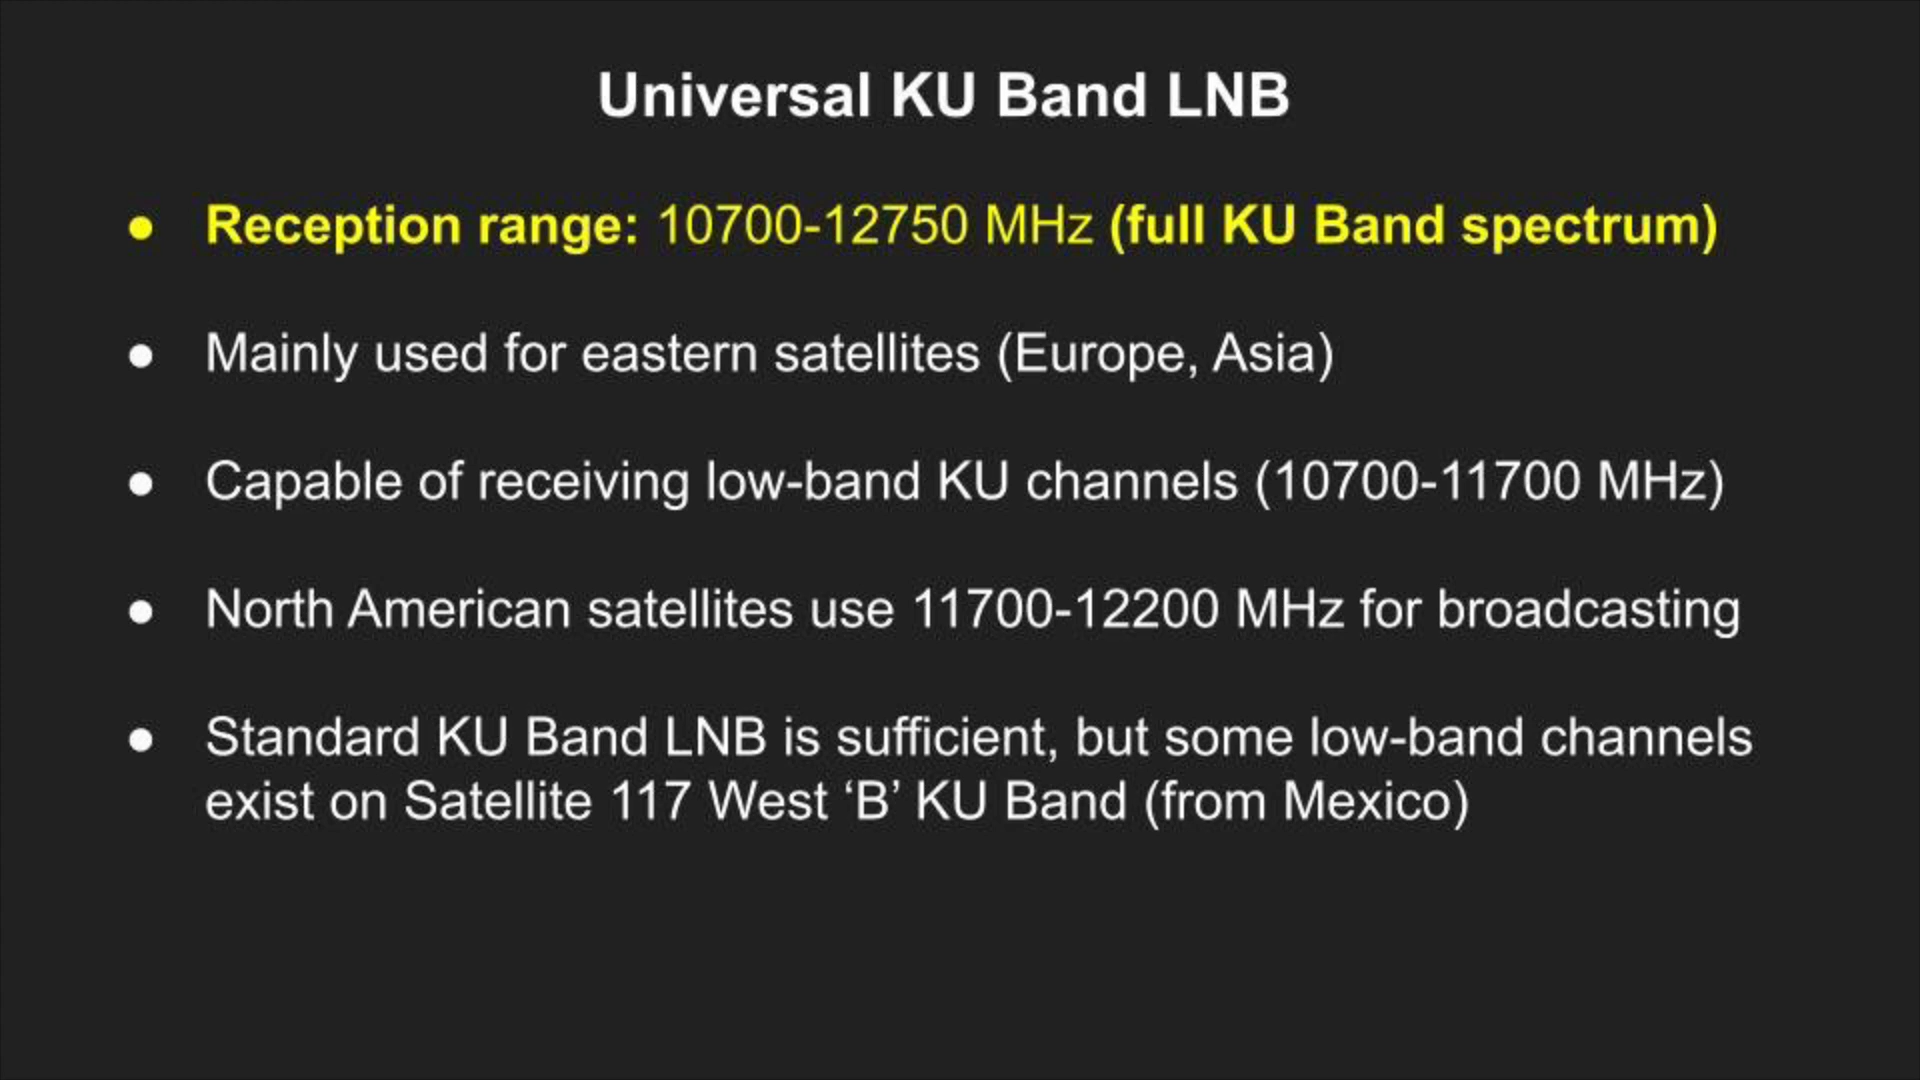 Universal KU Band LNB
● Reception range: 10700-12750 MHz (full KU Band spectrum)
● Mainly used for eastern satellites (Europe, Asia)
● Capable of receiving low-band KU channels (10700-11700 MHz)
● North American satellites use 11700-12200 MHz for broadcasting
● Standard KU Band LNB is sufficient, but some low-band channels
exist on Satellite 117 West ‘B’ KU Band (from Mexico)